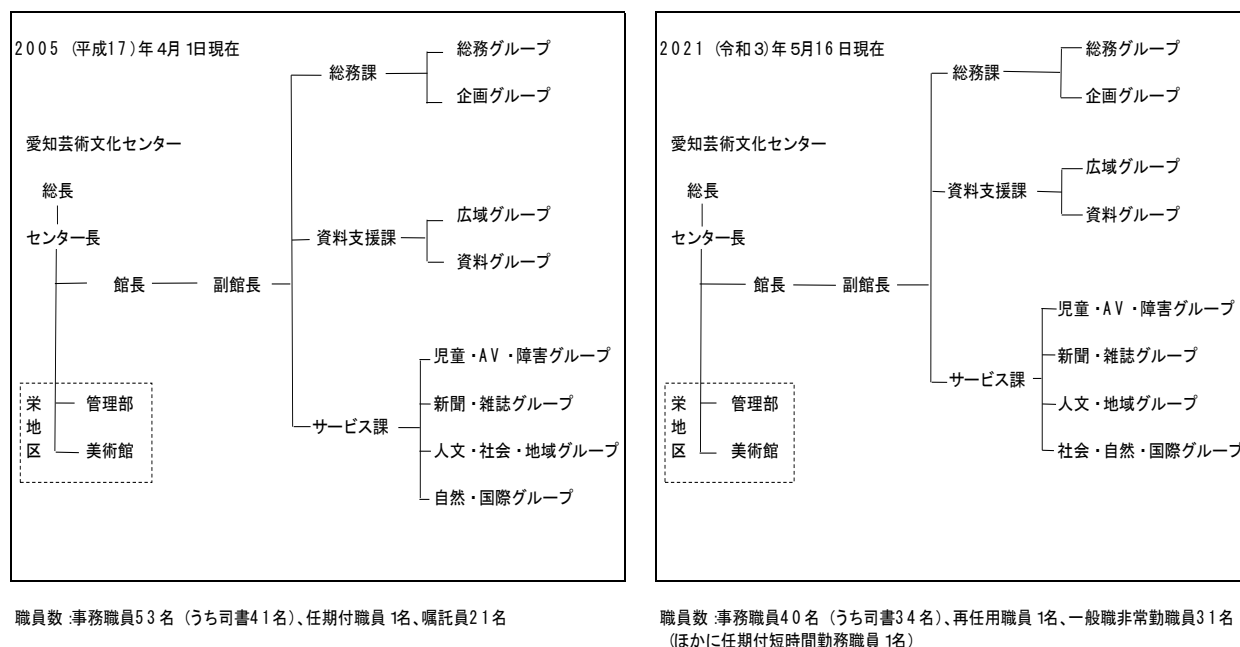 2005 (平成17)年4月1日現在
愛知芸術文化センター
総長
センター長
館長
副館長
総務課
総務グループ
企画グループ
資料支援課
広域グループ
資料グループ
サービス課
児童・AV・障害グループ
新聞・雑誌グループ
人文・社会・地域グループ
自然・国際グループ
栄地区
管理部
美術館
職員数:事務職員53名(うち司書41名)、任期付職員1名、嘱託員21名
2021 (令和3)年5月16日現在
愛知芸術文化センター
総長
センター長
館長
副館長
総務課
総務グループ
企画グループ
資料支援課
広域グループ
資料グループ
サービス課
児童・AV・障害グループ
新聞・雑誌グループ
人文・地域グループ
社会・自然・国際グループ
栄地区
管理部
美術館
職員数:事務職員40名(うち司書34名)、再任用職員1名、一般職非常勤職員31名
(ほかに任期付短時間勤務職員1名)